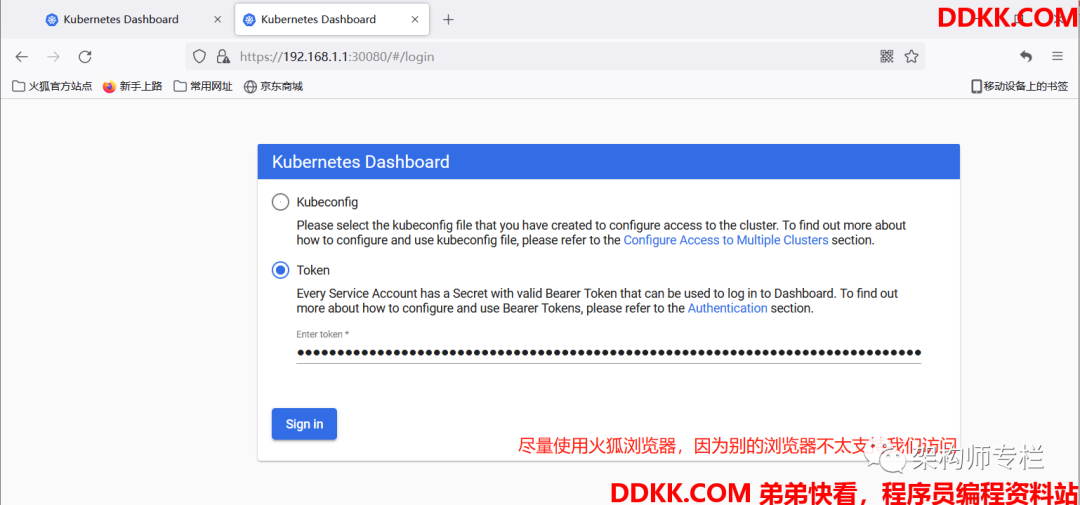 Kubernetes Dashboard
Kubernetes Dashboard
DDKK.COM
https://192.168.1.1:30080/#/login
火狐官方站点
新手上路
常用网址
京东商城
移动设备上的书签
Kubernetes Dashboard
Kubeconfig
Please select the kubeconfig file that you have created to configure access to the cluster. To find out more about
how to configure and use kubeconfig file, please refer to the Configure Access to Multiple Clusters section.
Token
Every Service Account has a Secret with valid Bearer Token that can be used to log in to Dashboard. To find out
more about how to configure and use Bearer Tokens, please refer to the Authentication section.
Enter token *
Sign in
尽量使用火狐浏览器，因为别的浏览器不太支持我们访问
架构师专栏
DDKK.COM 弟弟快看，程序员编程资料站